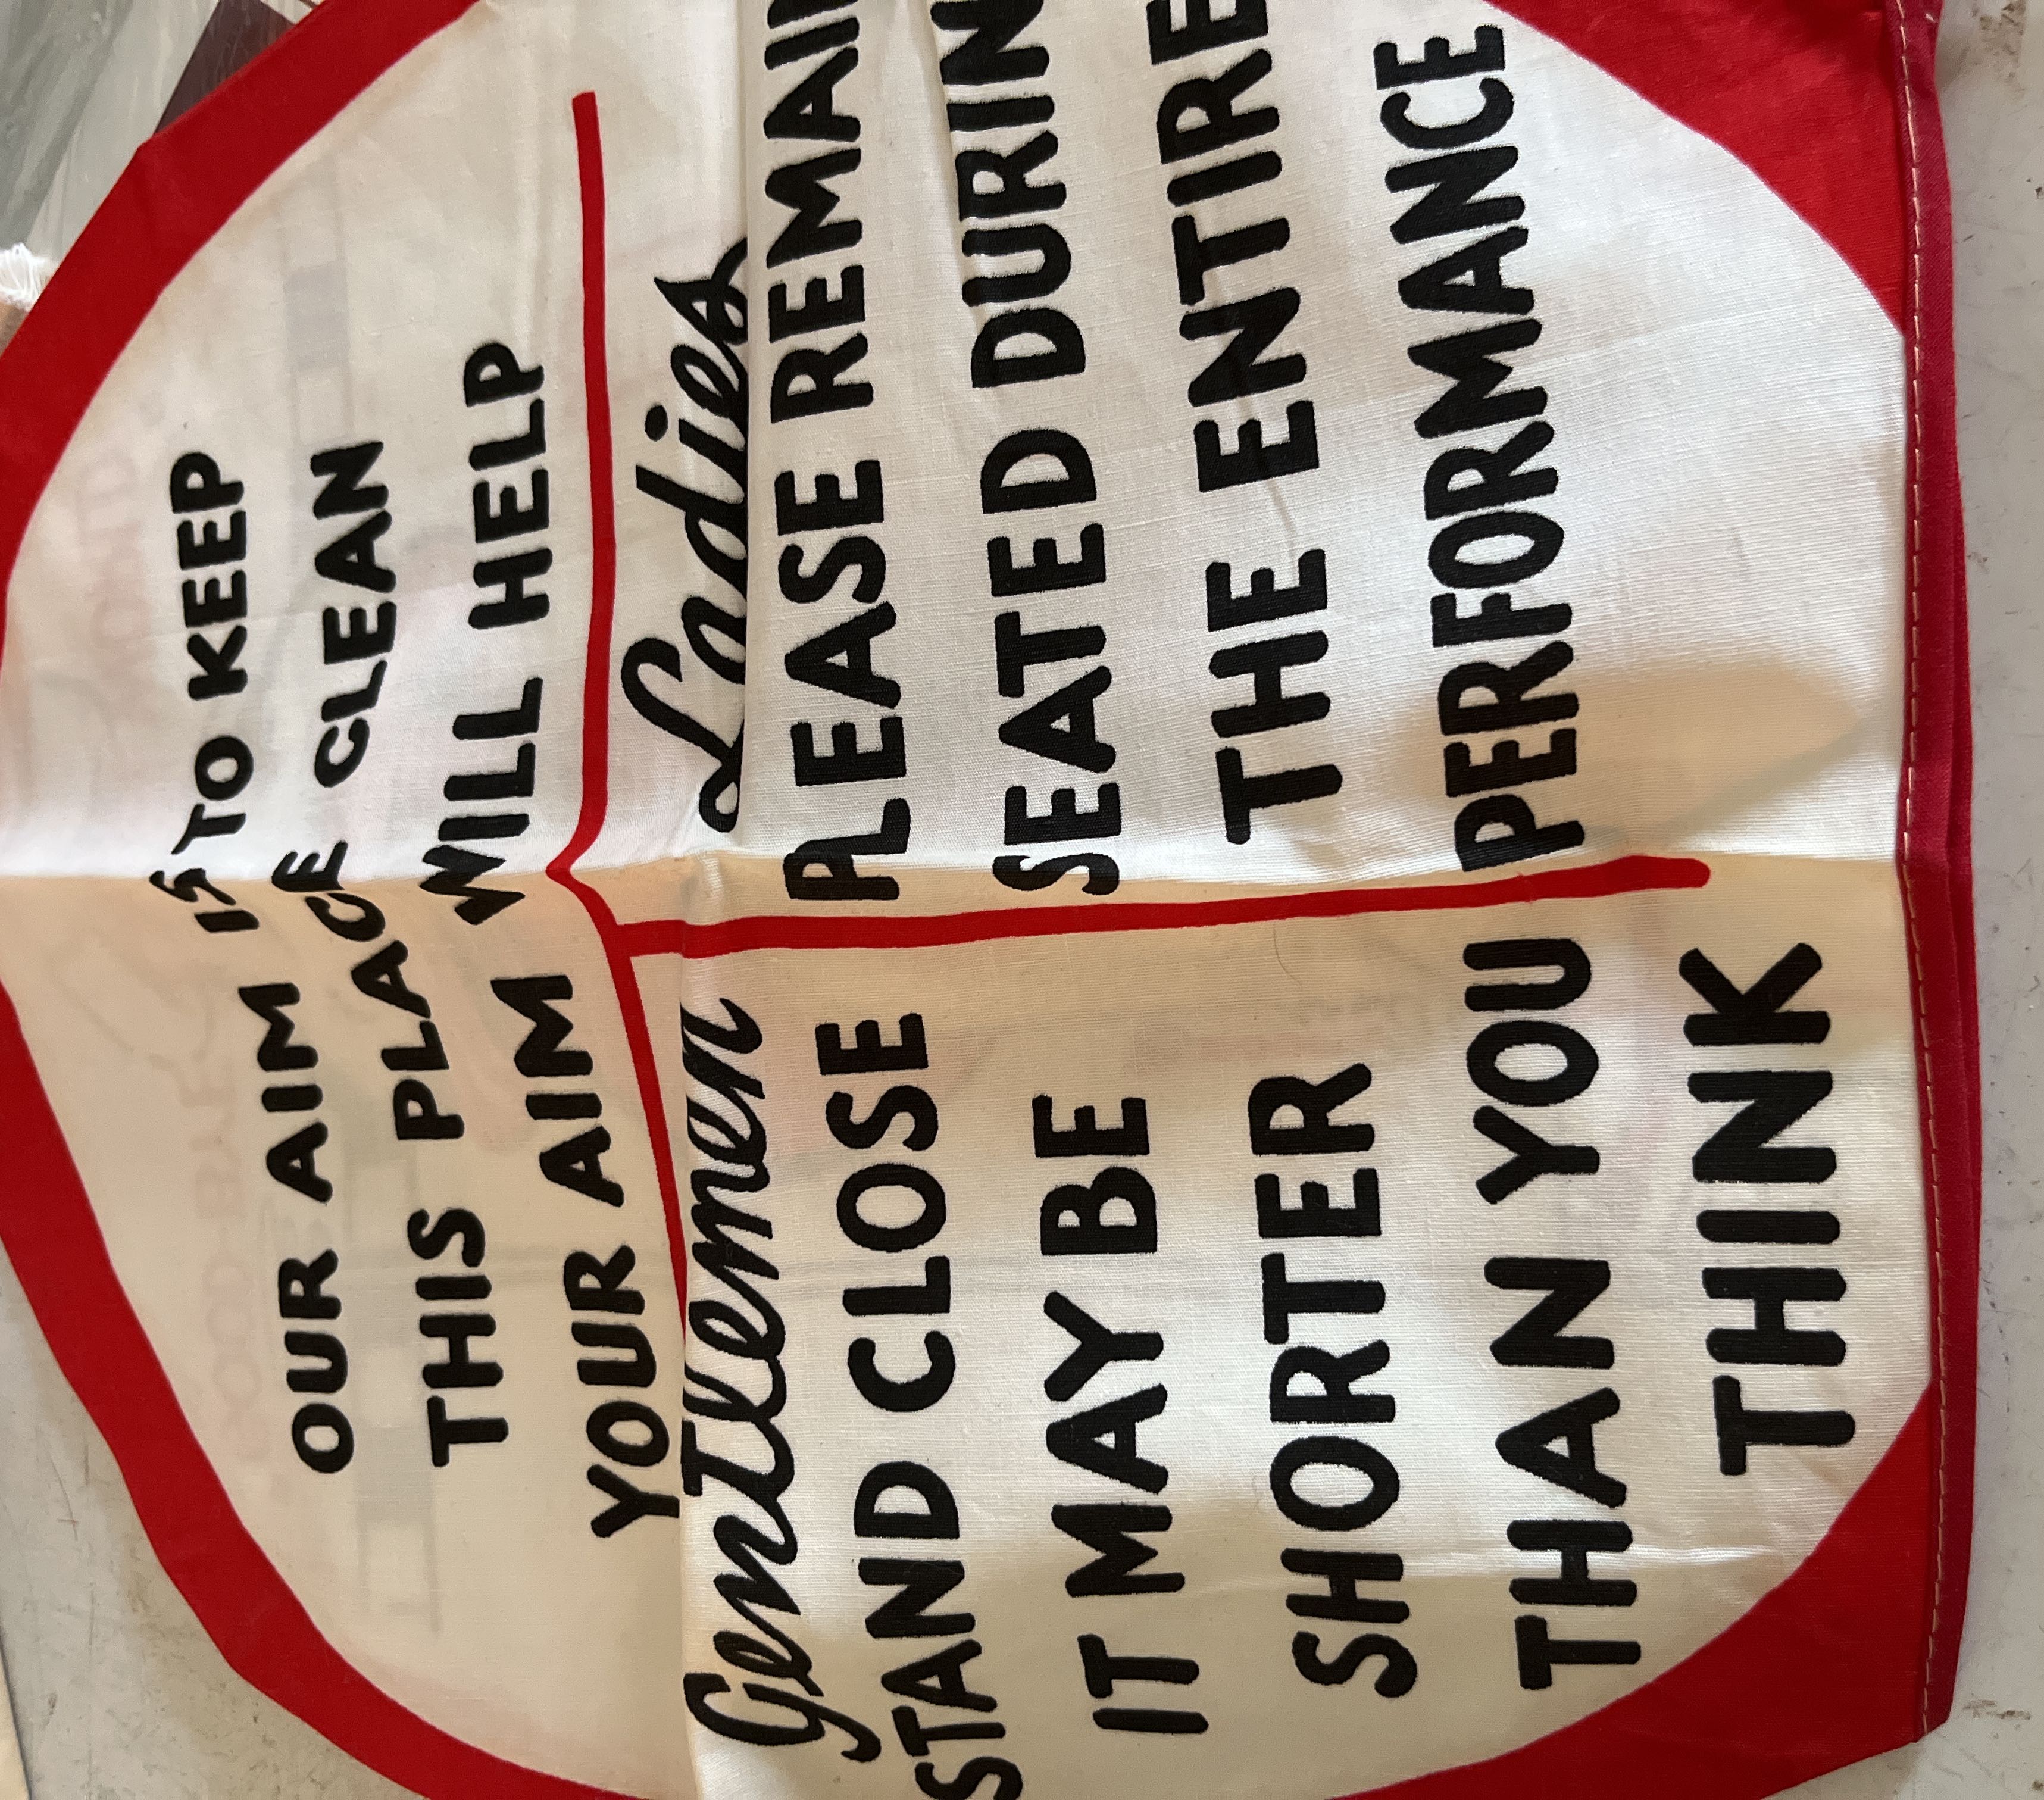 OUR AIM IS TO KEEP
THIS PLACE CLEAN
YOUR AIM WILL HELP
Gentlemen
STAND CLOSE
IT MAY BE
SHORTER
THAN YOU
THINK
Ladies
PLEASE REMAIN
SEATED DURIN
THE ENTIRE
PERFORMANCE